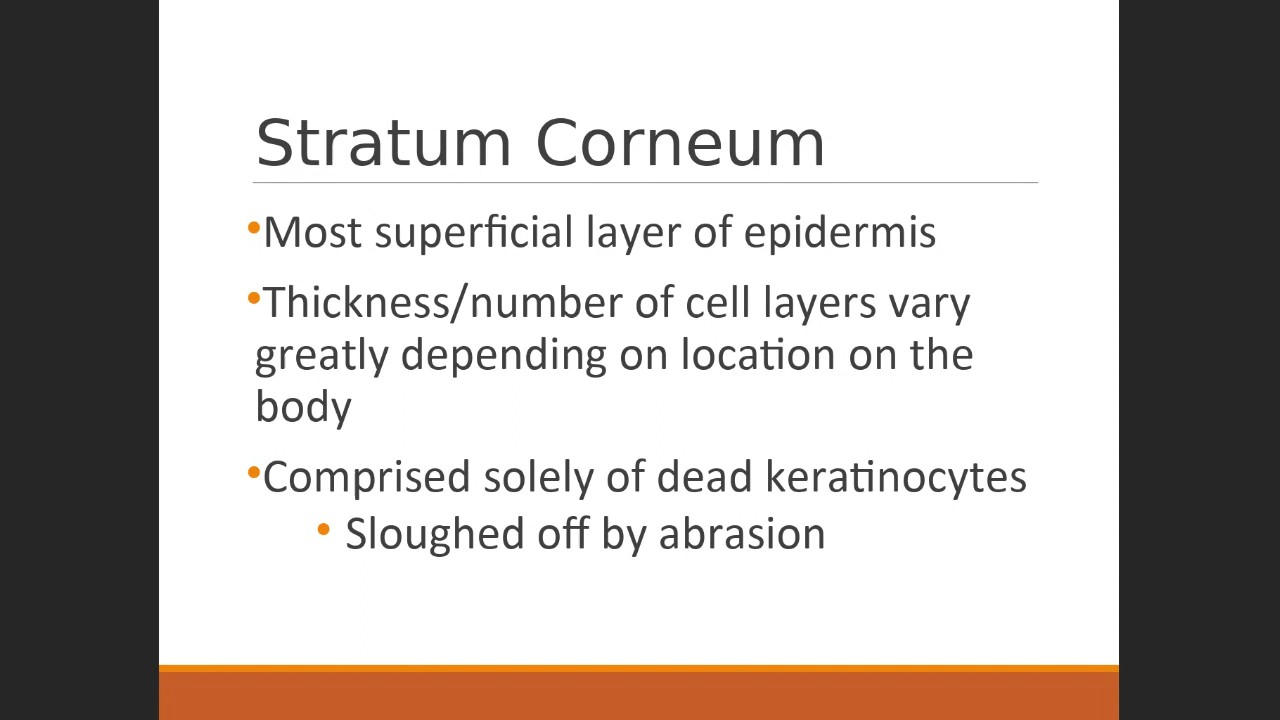 Stratum Corneum
•Most superficial layer of epidermis
•Thickness/number of cell layers vary
greatly depending on location on the
body
•Comprised solely of dead keratinocytes
• Sloughed off by abrasion